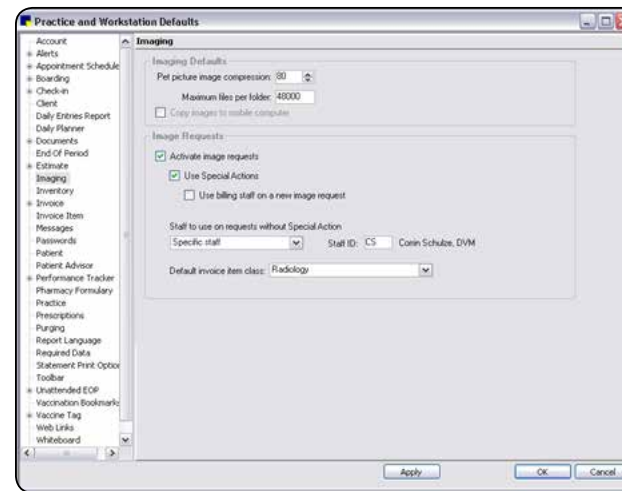 Practice and Workstation Defaults
Account
Alerts
Appointment Schedule
Boarding
Check-in
Client
Daily Entries Report
Daily Planner
Documents
End Of Period
Estimate
Imaging
Inventory
Invoice
Invoice Item
Messages
Passwords
Patient
Patient Advisor
Performance Tracker
Pharmacy Formulary
Practice
Prescriptions
Purging
Report Language
Required Data
Statement Print Option
Toolbar
Unattended EOP
Vaccination Bookmarks
Vaccine Tag
Web Links
Whiteboard
Imaging
Imaging Defaults
Pet picture image compression: 80
Maximum files per folder: 48000
Copy images to mobile computer
Image Requests
Activate image requests
Use Special Actions
Use billing staff on a new image request
Staff to use on requests without Special Action
Specific staff Staff ID: CS Corin Schulze, DVM
Default invoice item class: Radiology
Apply OK Cancel